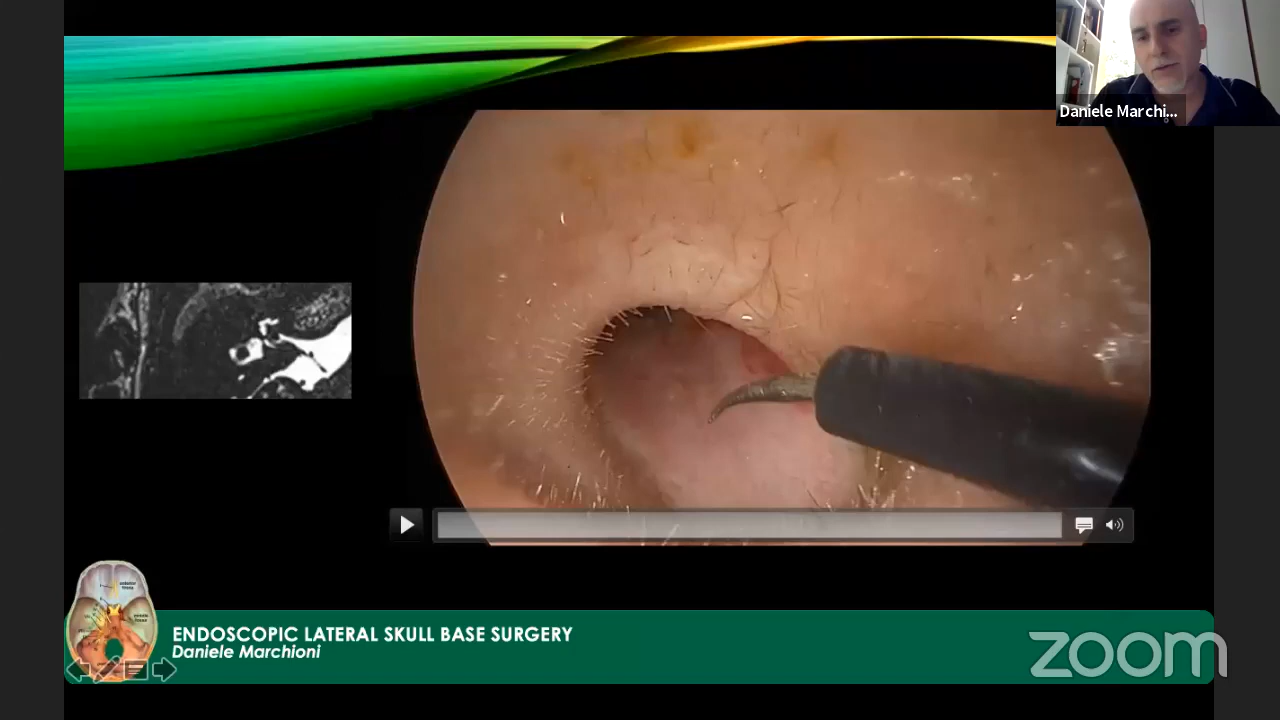 Daniele Marchi...
ENDOSCOPIC LATERAL SKULL BASE SURGERY
Daniele Marchioni
zoom